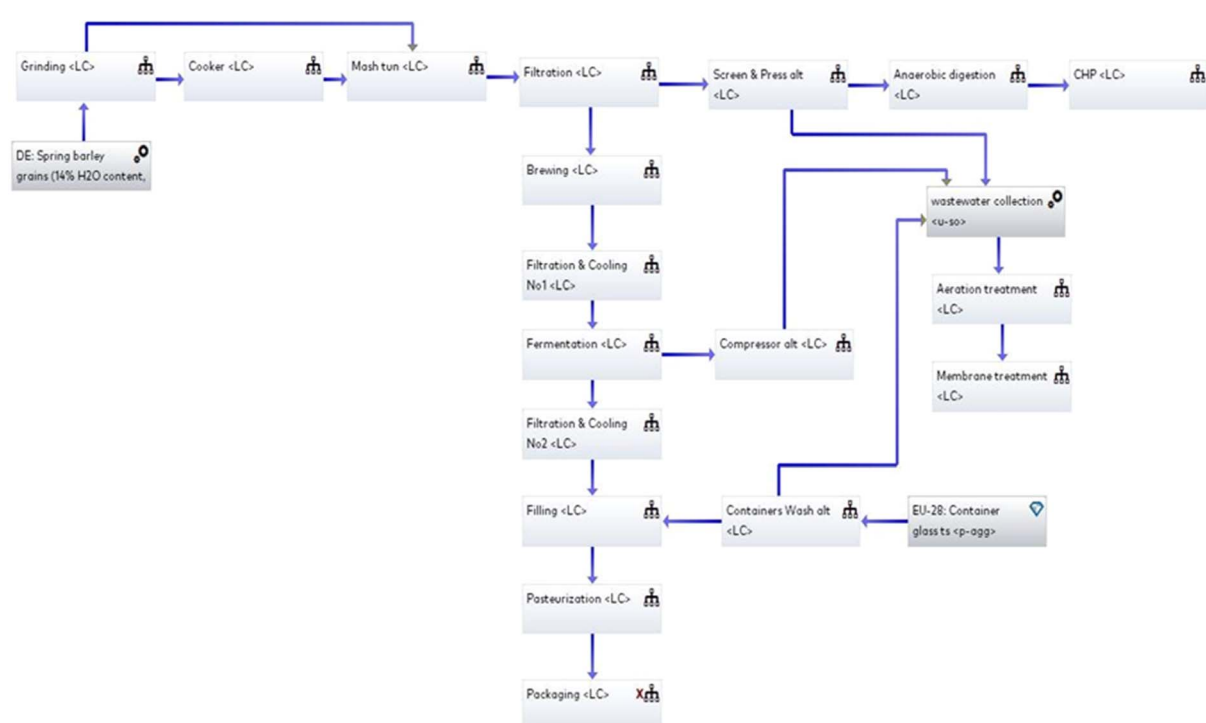 Grinding <LC>
Cooker <LC>
Mash tun <LC>
Filtration <LC>
Screen & Press alt
<LC>
Anaerobic digestion
<LC>
CHP <LC>
DE: Spring barley
grains (14% H2O content,
Brewing <LC>
wastewater collection
<u-so>
Filtration & Cooling
No1 <LC>
Aeration treatment
<LC>
Fermentation <LC>
Compressor alt <LC>
Membrane treatment
<LC>
Filtration & Cooling
No2 <LC>
Filling <LC>
Containers Wash alt
<LC>
EU-28: Container
glass ts <p-agg>
Pasteurization <LC>
Packaging <LC>
X